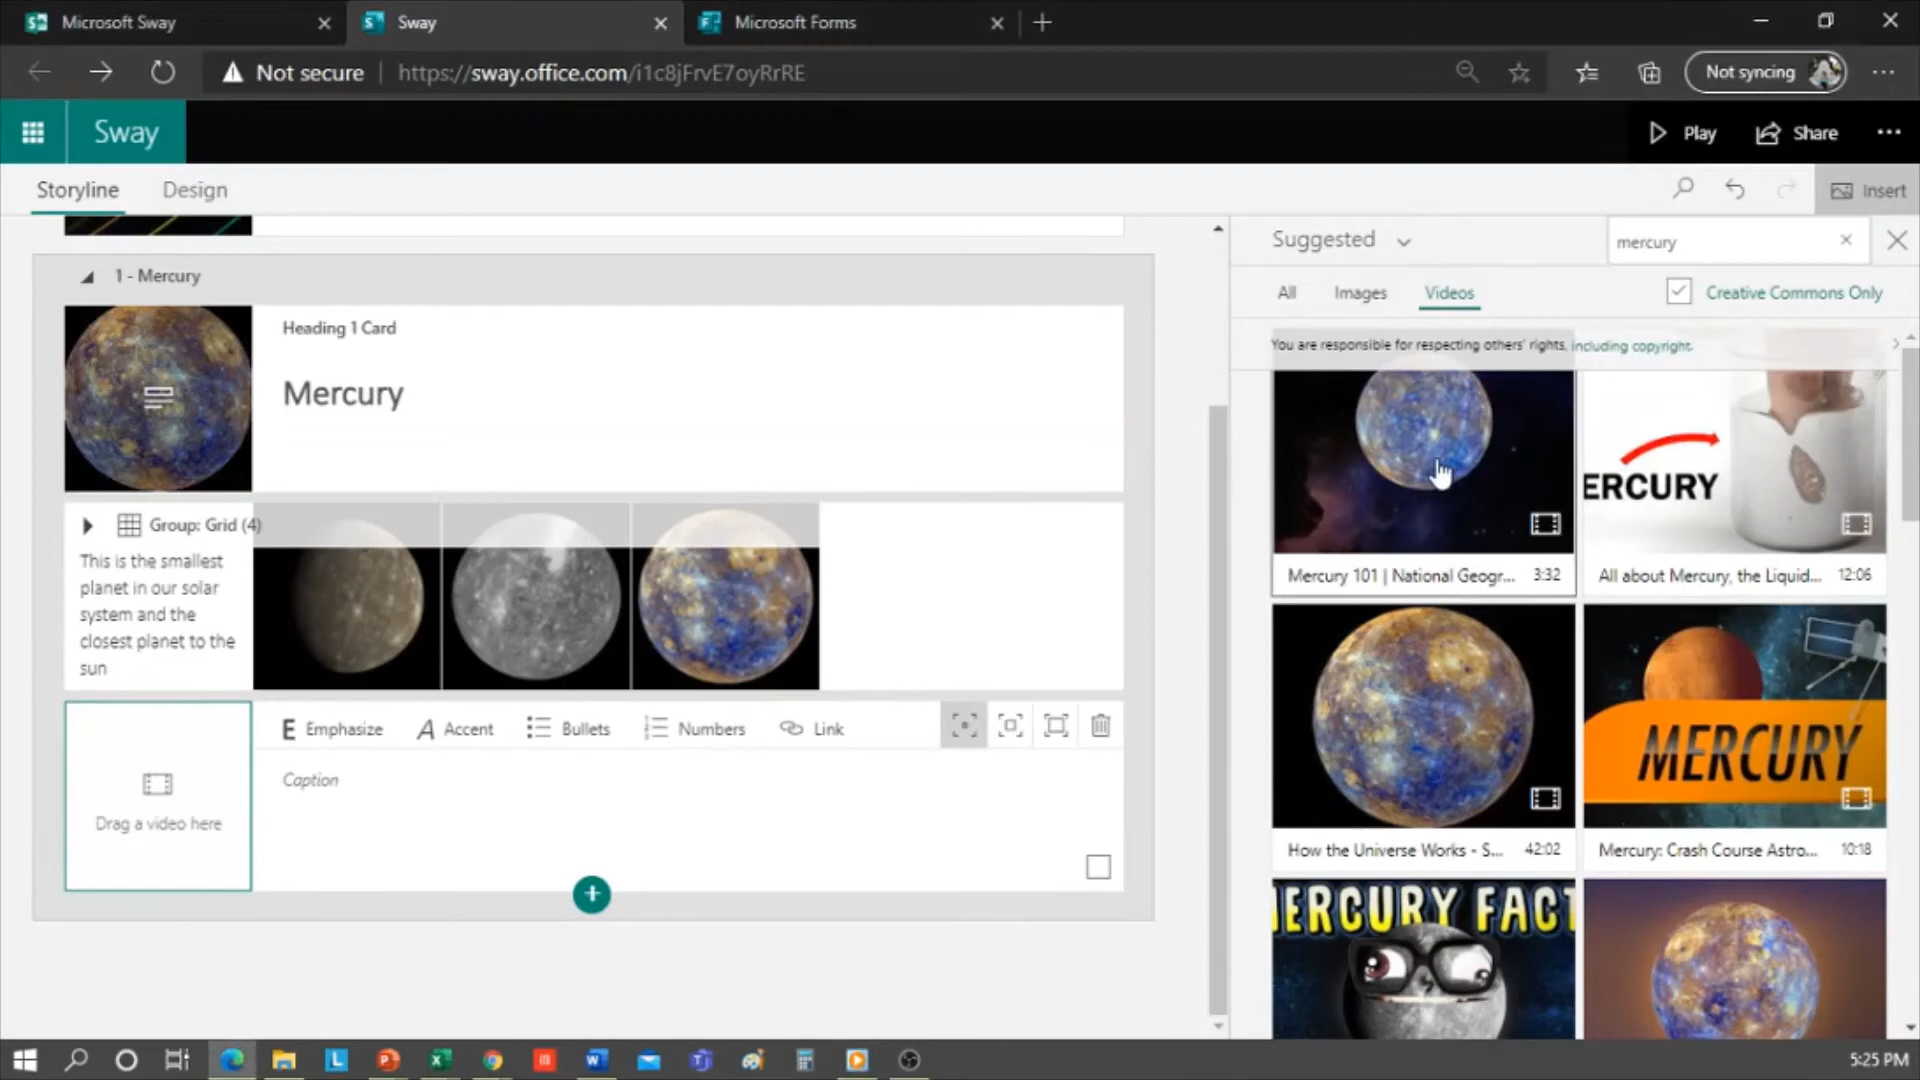 Microsoft Sway
Sway
Microsoft Forms
Not secure
https://sway.office.com/i1c8jFrvE7oyRrRE
Not syncing
Sway
Play
Share
Storyline
Design
Insert
Suggested
mercury
1 - Mercury
All
Images
Videos
Creative Commons Only
Heading 1 Card
You are responsible for respecting others' rights, including copyright.
Mercury
ERCURY
Group: Grid (4)
This is the smallest
planet in our solar
system and the
closest planet to the
sun
Mercury 101 | National Geogr... 3:32
All about Mercury, the Liquid... 12:06
Emphasize
Accent
Bullets
Numbers
Link
MERCURY
Caption
Drag a video here
How the Universe Works - S... 42:02
Mercury: Crash Course Astro... 10:18
MERCURY FACT
5:25 PM